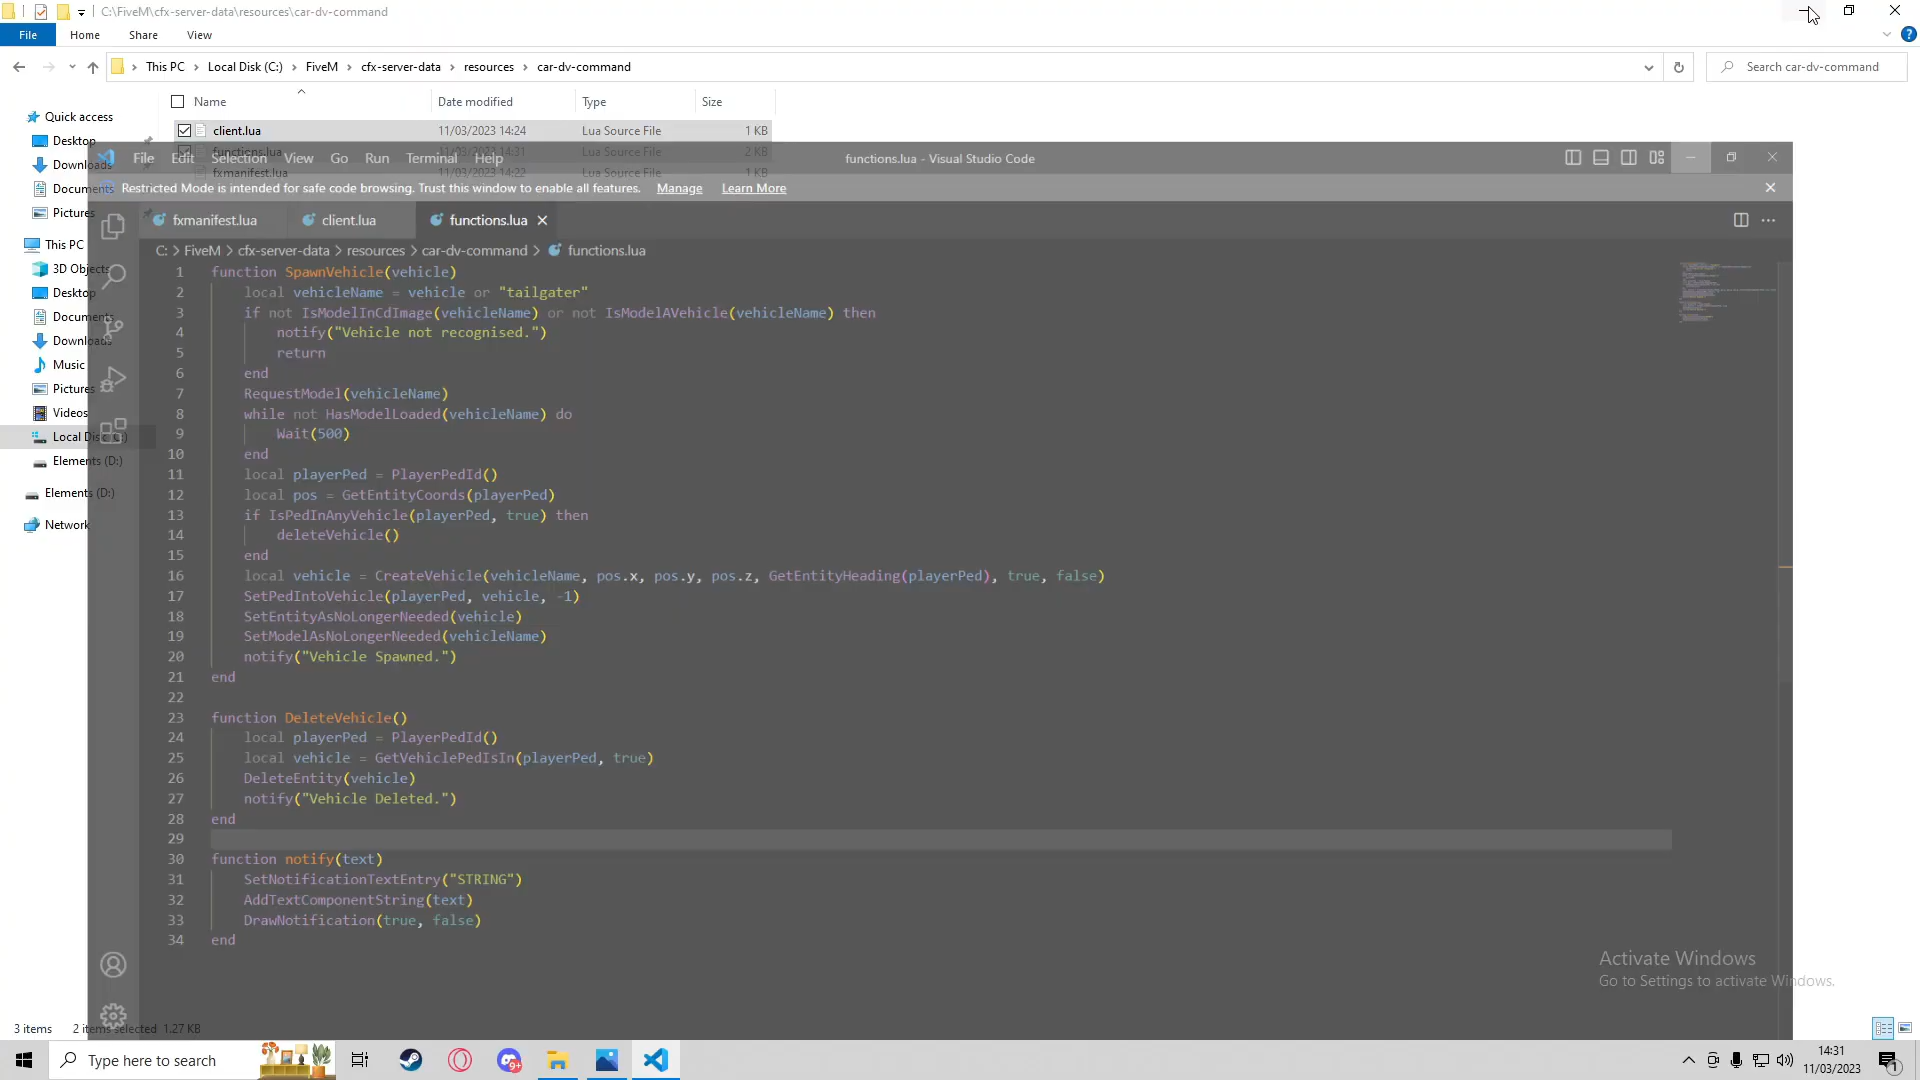 C:\FiveM\cfx-server-data\resources\car-dv-command
File Home Share View
This PC Local Disk (C:) FiveM cfx-server-data resources car-dv-command
Search car-dv-command
Name Date modified Type Size
client.lua 11/03/2023 14:24 Lua Source File 1 KB
functions.lua 11/03/2023 14:31 Lua Source File 2 KB
fxmanifest.lua 11/03/2023 14:22 Lua Source File 1 KB
Quick access
Desktop
Downloads
Documents
Pictures
This PC
3D Objects
Desktop
Documents
Downloads
Music
Pictures
Videos
Local Disk (C:)
Elements (D:)
Elements (D:)
Network
File Edit Selection View Go Run Terminal Help
functions.lua - Visual Studio Code
Restricted Mode is intended for safe code browsing. Trust this window to enable all features. Manage Learn More
fxmanifest.lua client.lua functions.lua
C: > FiveM > cfx-server-data > resources > car-dv-command > functions.lua
1 function SpawnVehicle(vehicle)
2 local vehicleName = vehicle or "tailgater"
3 if not IsModelInCdImage(vehicleName) or not IsModelAVehicle(vehicleName) then
4 notify("Vehicle not recognised.")
5 return
6 end
7 RequestModel(vehicleName)
8 while not HasModelLoaded(vehicleName) do
9 Wait(500)
10 end
11 local playerPed = PlayerPedId()
12 local pos = GetEntityCoords(playerPed)
13 if IsPedInAnyVehicle(playerPed, true) then
14 deleteVehicle()
15 end
16 local vehicle = CreateVehicle(vehicleName, pos.x, pos.y, pos.z, GetEntityHeading(playerPed), true, false)
17 SetPedIntoVehicle(playerPed, vehicle, -1)
18 SetEntityAsNoLongerNeeded(vehicle)
19 SetModelAsNoLongerNeeded(vehicleName)
20 notify("Vehicle Spawned.")
21 end
22
23 function DeleteVehicle()
24 local playerPed = PlayerPedId()
25 local vehicle = GetVehiclePedIsIn(playerPed, true)
26 DeleteEntity(vehicle)
27 notify("Vehicle Deleted.")
28 end
29
30 function notify(text)
31 SetNotificationTextEntry("STRING")
32 AddTextComponentString(text)
33 DrawNotification(true, false)
34 end
Activate Windows
Go to Settings to activate Windows.
3 items 2 items selected 1.27 KB
Type here to search
9+
14:31
11/03/2023
1